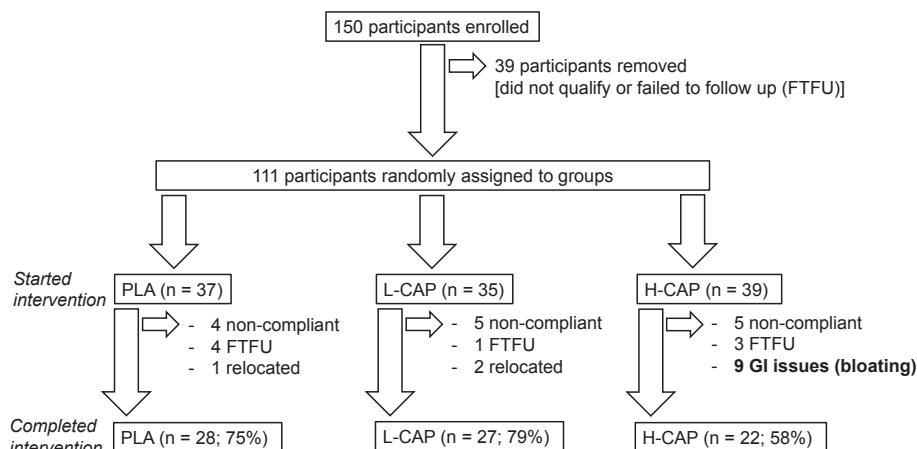 150 participants enrolled
39 participants removed
[did not qualify or failed to follow up (FTFU)]
111 participants randomly assigned to groups
Started
intervention
PLA (n = 37)
L-CAP (n = 35)
H-CAP (n = 39)
- 4 non-compliant
- 4 FTFU
- 1 relocated
- 5 non-compliant
- 1 FTFU
- 2 relocated
- 5 non-compliant
- 3 FTFU
- 9 GI issues (bloating)
Completed
intervention
PLA (n = 28; 75%)
L-CAP (n = 27; 79%)
H-CAP (n = 22; 58%)